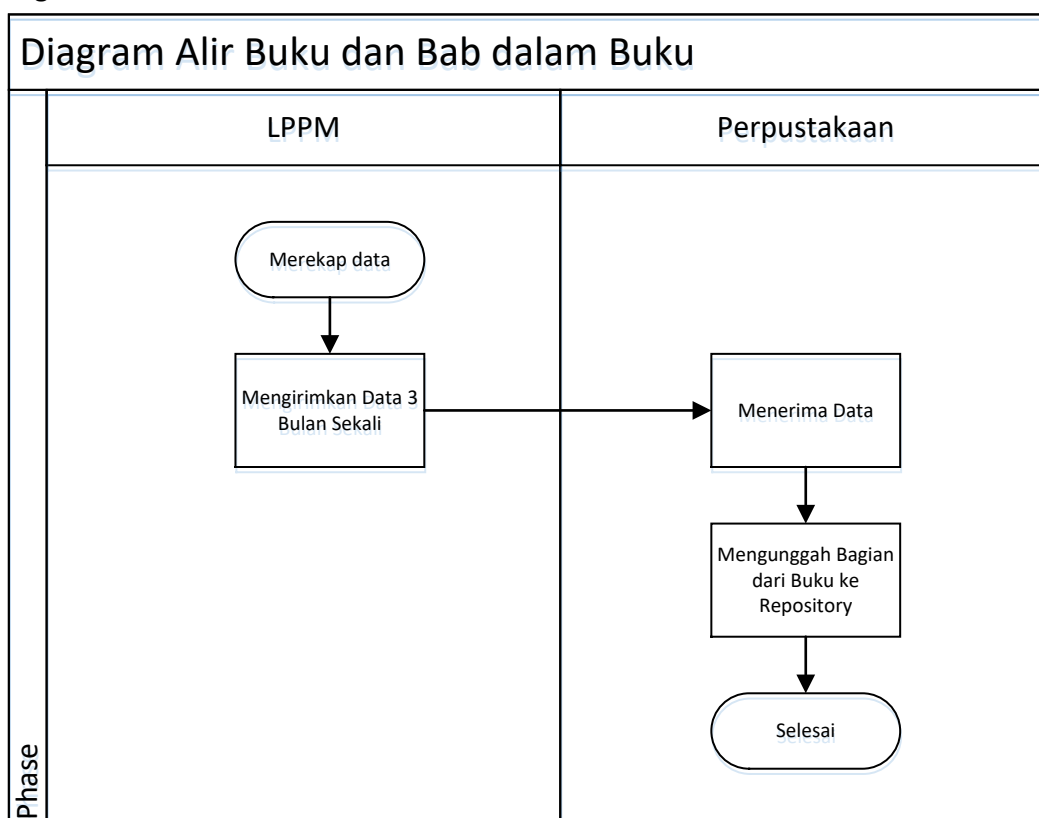 Diagram Alir Buku dan Bab dalam Buku
LPPM
Perpustakaan
Merekap data
Mengirimkan Data 3
Bulan Sekali
Menerima Data
Mengunggah Bagian
dari Buku ke
Repository
Selesai
Phase